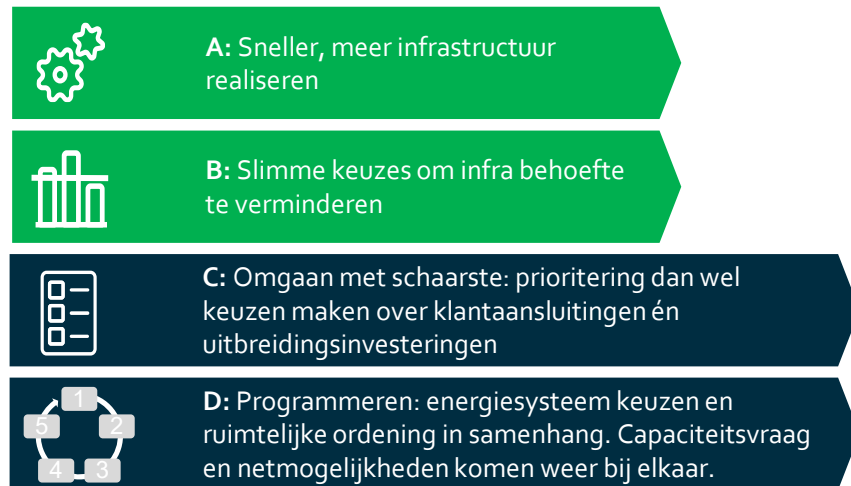 A: Sneller, meer infrastructuur
realiseren
B: Slimme keuzes om infra behoefte
te verminderen
C: Omgaan met schaarste: prioritering dan wel
keuzen maken over klantaansluitingen én
uitbreidingsinvesteringen
1
5 2
4 3
D: Programmeren: energiesysteem keuzen en
ruimtelijke ordening in samenhang. Capaciteitsvraag
en netmogelijkheden komen weer bij elkaar.